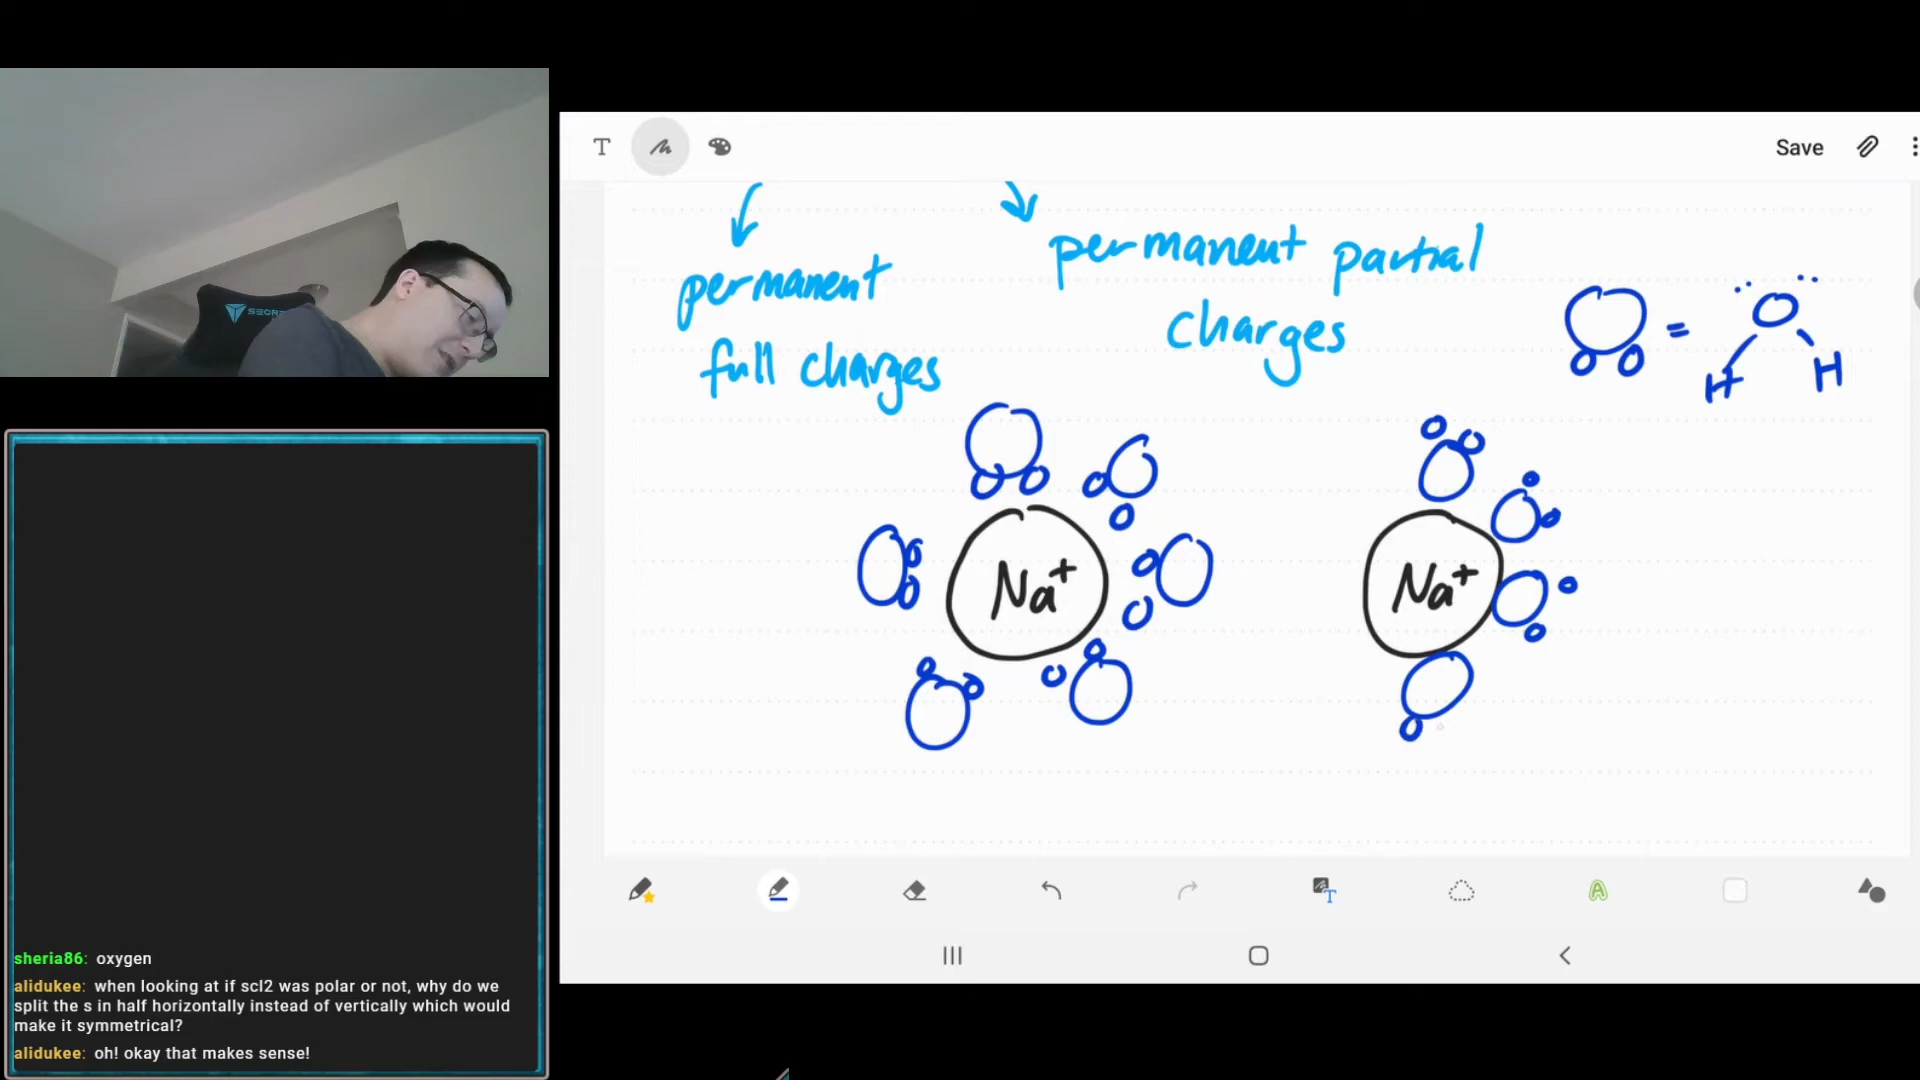 T
Save
permanent
full charges
permanent partial
charges
=
O
H H
Na+
Na+
T
A
sheria86: oxygen
alidukee: when looking at if scl2 was polar or not, why do we
split the s in half horizontally instead of vertically which would
make it symmetrical?
alidukee: oh! okay that makes sense!